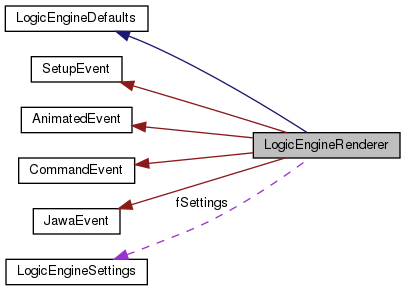 LogicEngineDefaults
SetupEvent
AnimatedEvent
LogicEngineRenderer
CommandEvent
JawaEvent
fSettings
LogicEngineSettings